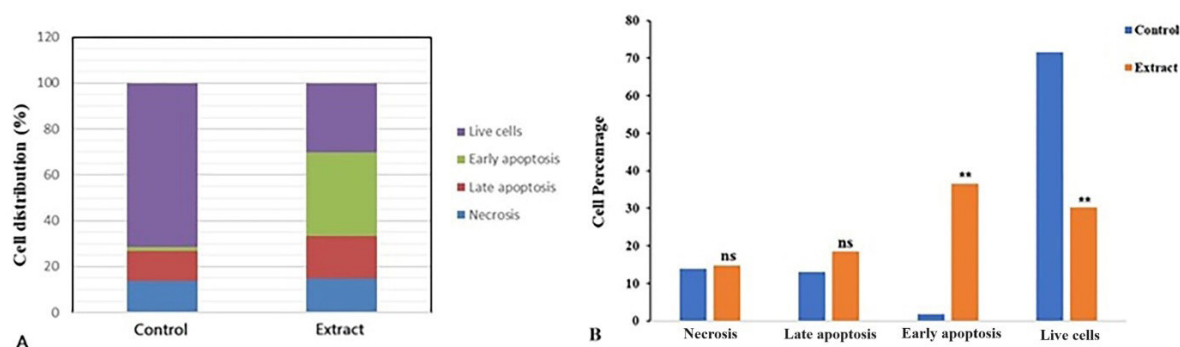 120
100
80
60
40
20
0
Cell distribution (%)
Control
Extract
Live cells
Early apoptosis
Late apoptosis
Necrosis
A
80
70
60
50
40
30
20
10
0
Cell Percenrage
ns
ns
**
**
Necrosis
Late apoptosis
Early apoptosis
Live cells
Control
Extract
B